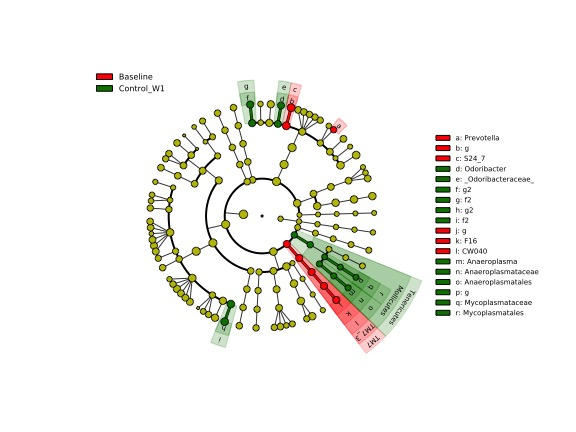 Baseline
Control_W1
g
f
e
d
c
b
a
a: Prevotella
b: g
c: S24_7
d: Odoribacter
e: _Odoribacteraceae_
f: g2
g: f2
h: g2
i: f2
j: g
k: F16
l: CW040
m: Anaeroplasma
n: Anaeroplasmataceae
o: Anaeroplasmatales
p: g
q: Mycoplasmataceae
r: Mycoplasmatales
Tenericutes
Mollicutes
r
q
p
o
n
m
TM7
TM7_3
l
k
j
h
i